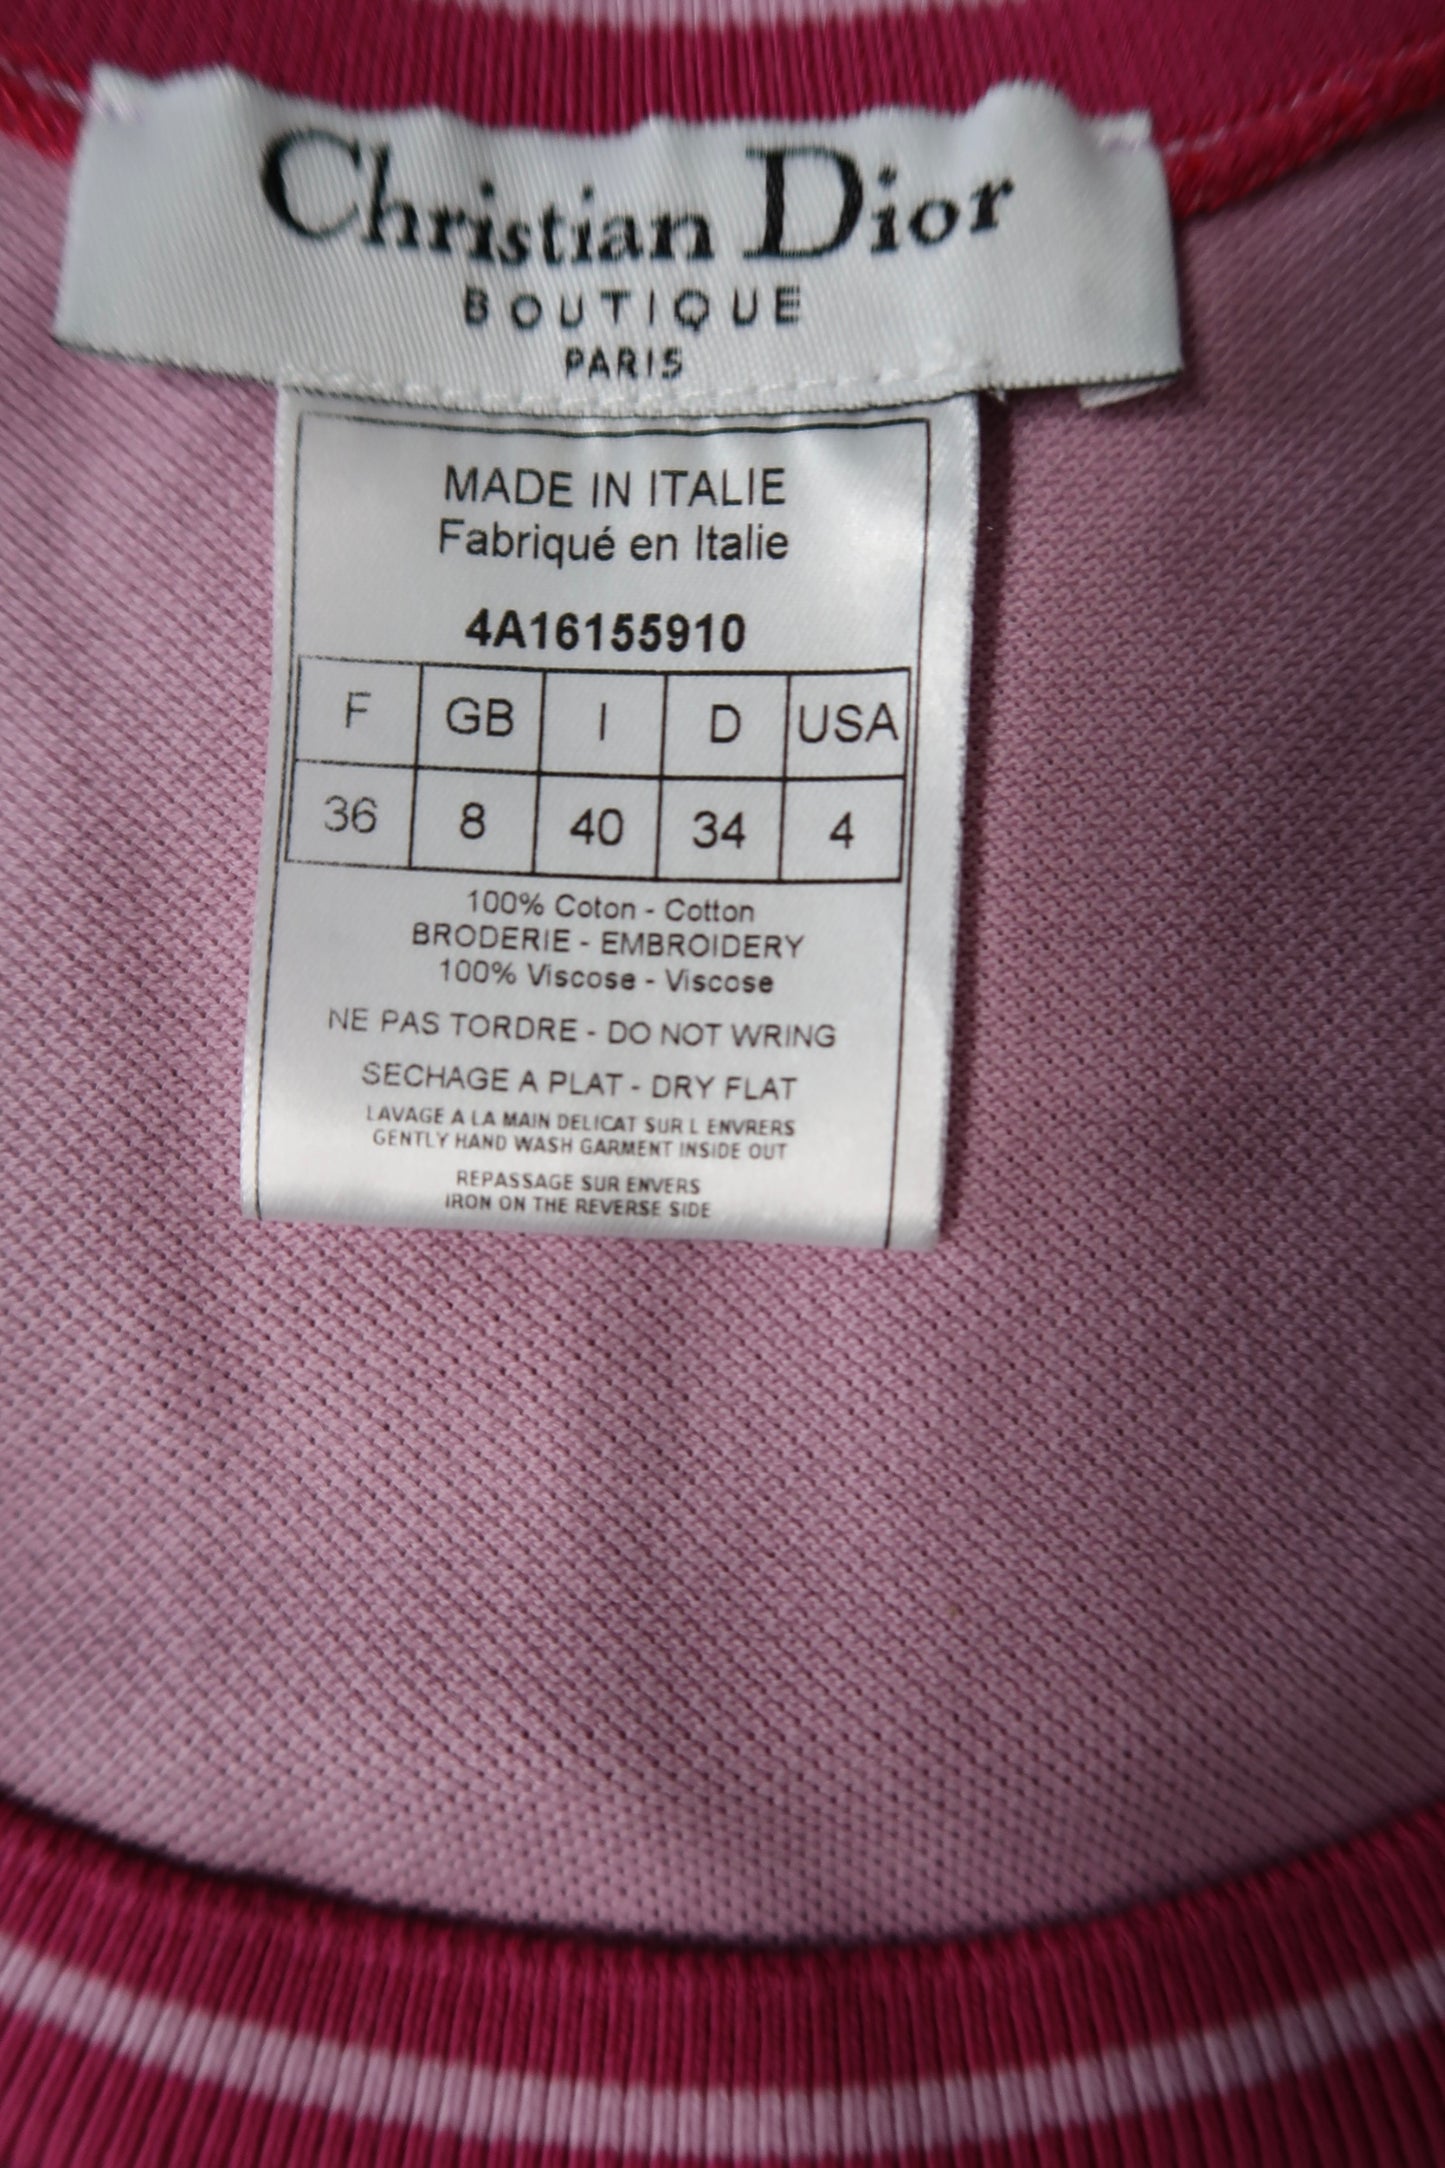 Christian Dior
BOUTIQUE
PARIS
MADE IN ITALIE
Fabriqué en Italie
4A16155910
F GB I D USA
36 8 40 34 4
100% Coton - Cotton
BRODERIE - EMBROIDERY
100% Viscose - Viscose
NE PAS TORDRE - DO NOT WRING
SECHAGE A PLAT - DRY FLAT
LAVAGE A LA MAIN DELICAT SUR L ENVRERS
GENTLY HAND WASH GARMENT INSIDE OUT
REPASSAGE SUR ENVERS
IRON ON THE REVERSE SIDE